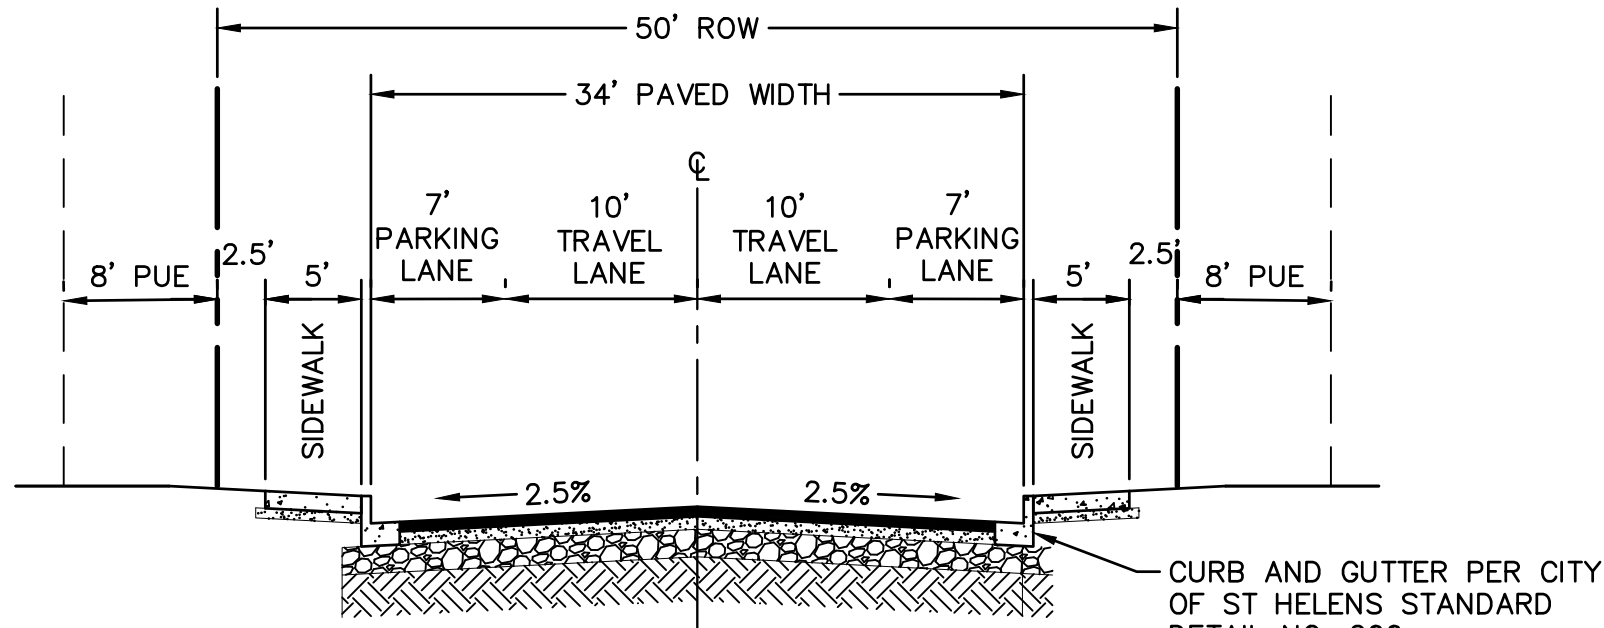 50' ROW
34' PAVED WIDTH
℄
7'
PARKING
LANE
10'
TRAVEL
LANE
10'
TRAVEL
LANE
7'
PARKING
LANE
8' PUE
2.5'
5'
SIDEWALK
2.5'
5'
SIDEWALK
8' PUE
2.5%
2.5%
CURB AND GUTTER PER CITY
OF ST HELENS STANDARD